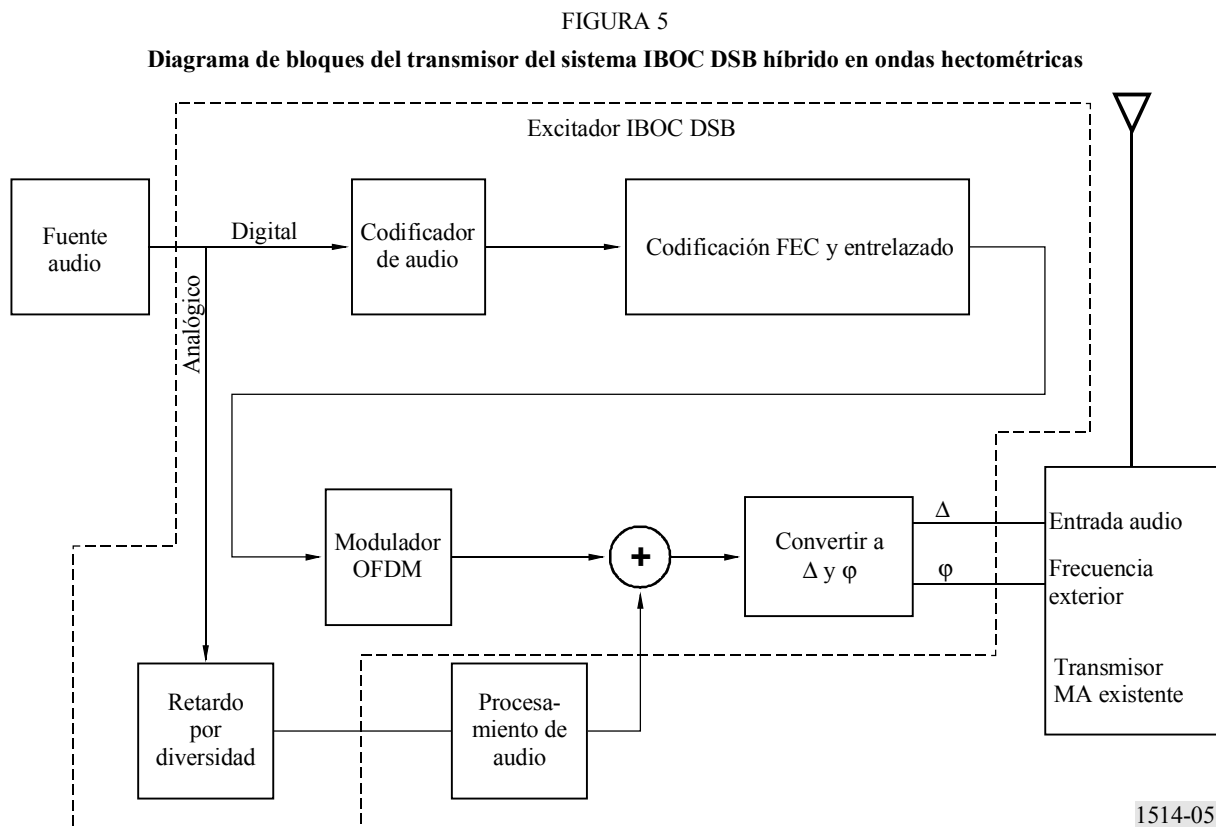 FIGURA 5
Diagrama de bloques del transmisor del sistema IBOC DSB híbrido en ondas hectométricas
Excitador IBOC DSB
Fuente
audio
Digital
Analógico
Codificador
de audio
Codificación FEC y entrelazado
Modulador
OFDM
+
Convertir a
Δ y φ
Δ
φ
Entrada audio
Frecuencia
exterior
Transmisor
MA existente
Retardo
por
diversidad
Procesa-
miento de
audio
1514-05